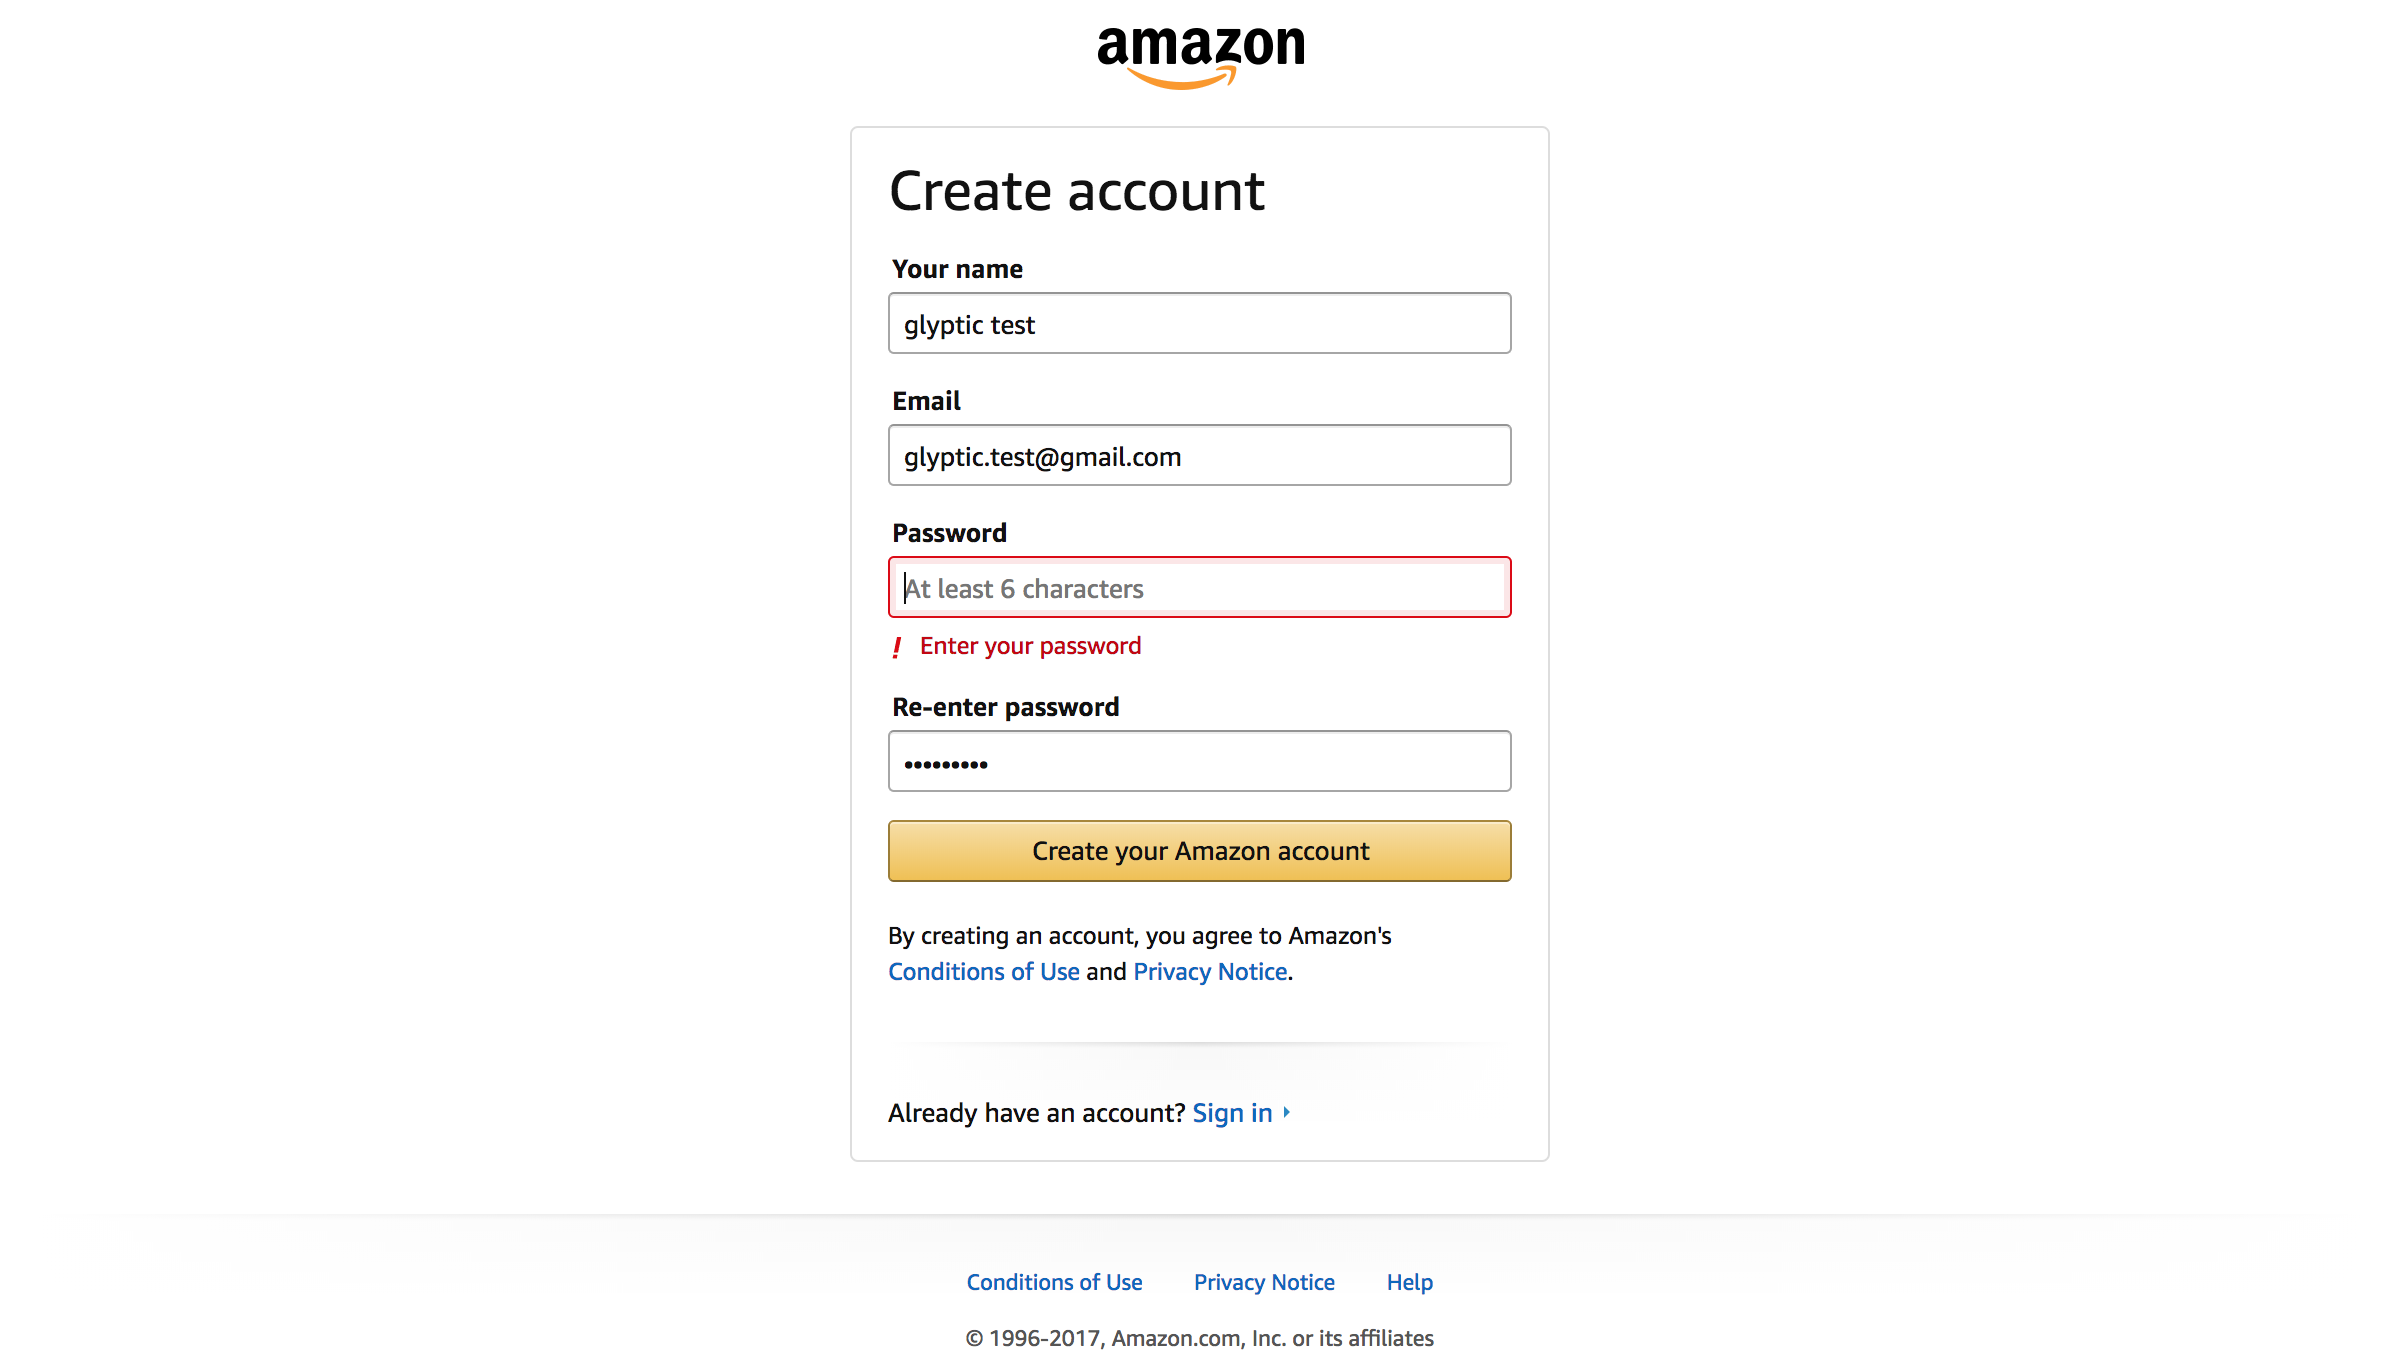 amazon
Create account
Your name
glyptic test
Email
glyptic.test@gmail.com
Password
At least 6 characters
! Enter your password
Re-enter password
•••••••••
Create your Amazon account
By creating an account, you agree to Amazon's
Conditions of Use and Privacy Notice.
Already have an account? Sign in
Conditions of Use Privacy Notice Help
© 1996-2017, Amazon.com, Inc. or its affiliates